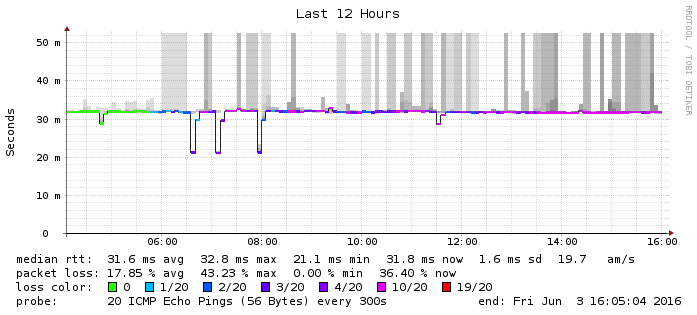 Last 12 Hours
RRDTOOL / TOBI OETIKER
Seconds
50 m
40 m
30 m
20 m
10 m
0
06:00 08:00 10:00 12:00 14:00 16:00
median rtt: 31.6 ms avg 32.8 ms max 21.1 ms min 31.8 ms now 1.6 ms sd 19.7 am/s
packet loss: 17.85 % avg 43.23 % max 0.00 % min 36.40 % now
loss color: 0 1/20 2/20 3/20 4/20 10/20 19/20
probe: 20 ICMP Echo Pings (56 Bytes) every 300s end: Fri Jun 3 16:05:04 2016